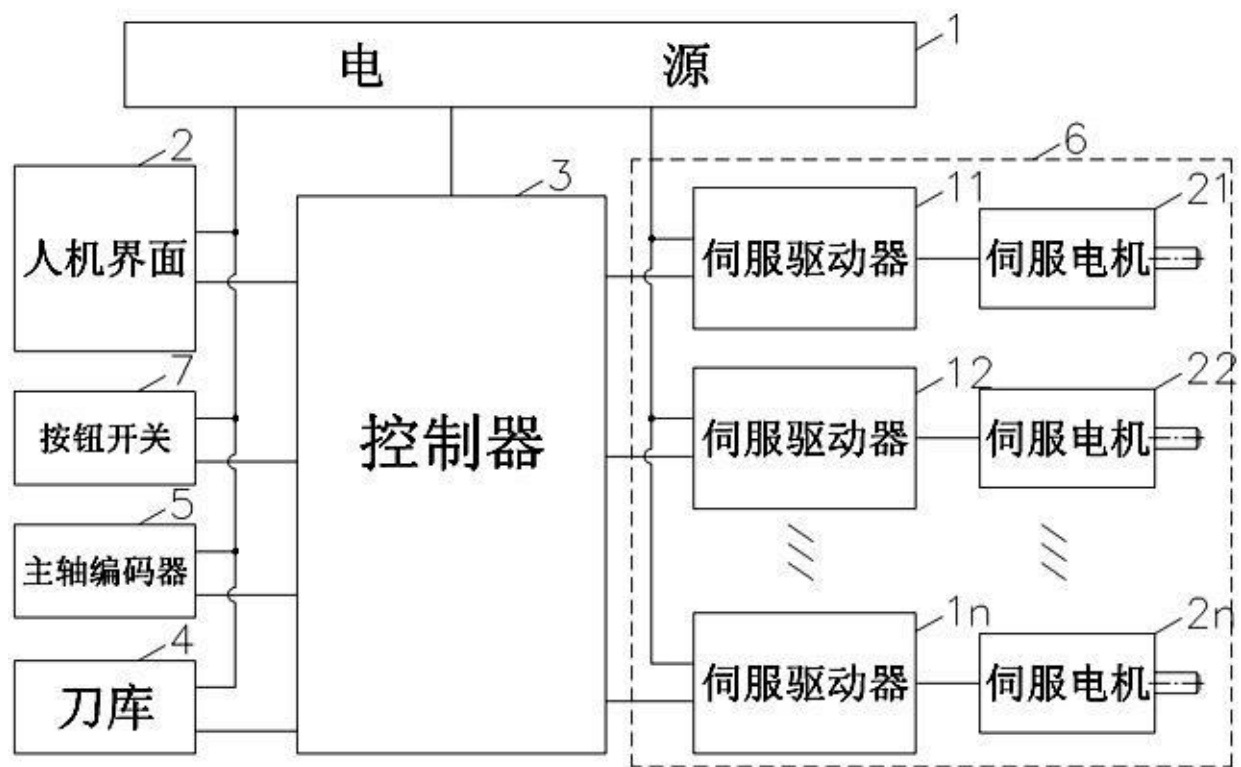 1
电 源
2
人机界面
7
按钮开关
5
主轴编码器
4
刀库
3
控制器
6
11
伺服驱动器
21
伺服电机
12
伺服驱动器
22
伺服电机
1n
伺服驱动器
2n
伺服电机